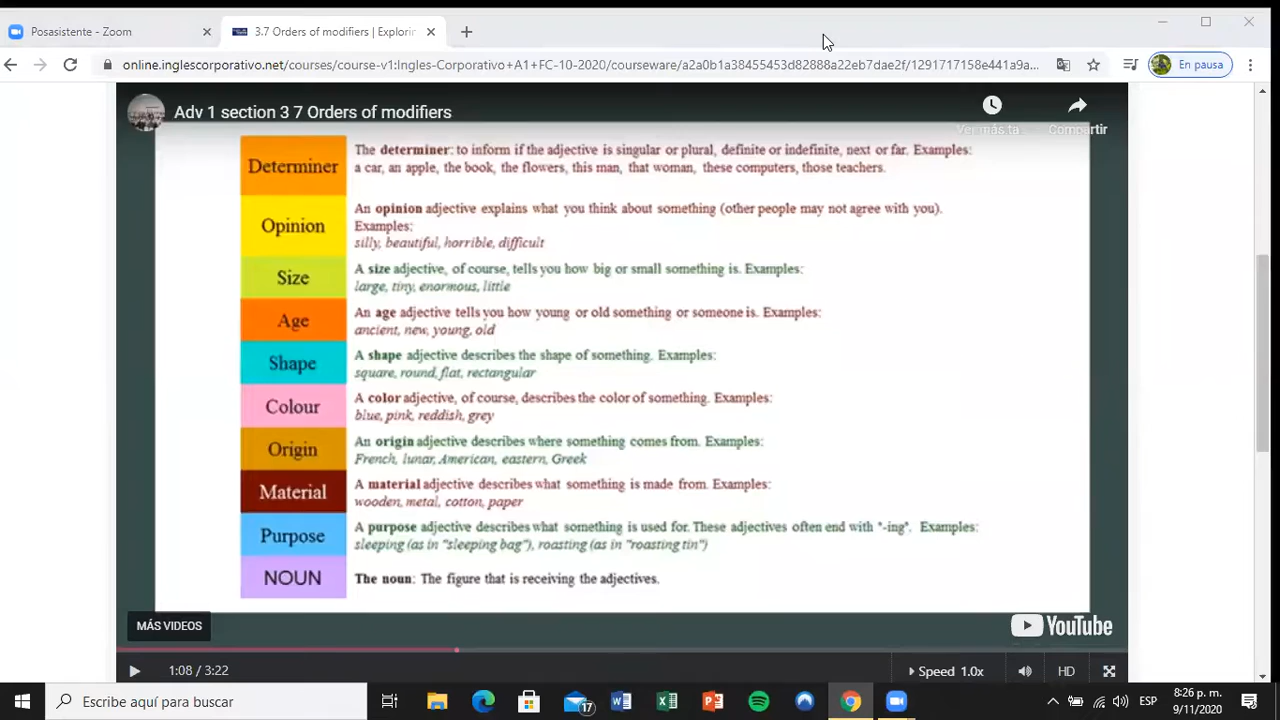 Posasistente - Zoom
3.7 Orders of modifiers | Explorin
online.inglescorporativo.net/courses/course-v1:Ingles-Corporativo+A1+FC-10-2020/courseware/a2a0b1a38455453d82888a22eb7dae2f/1291717158e441a9a...
En pausa
Adv 1 section 3 7 Orders of modifiers
Ver más ta...
Compartir
Determiner
The determiner: to inform if the adjective is singular or plural, definite or indefinite, next or far. Examples:
a car, an apple, the book, the flowers, this man, that woman, these computers, those teachers.
Opinion
An opinion adjective explains what you think about something (other people may not agree with you).
Examples:
silly, beautiful, horrible, difficult
Size
A size adjective, of course, tells you how big or small something is. Examples:
large, tiny, enormous, little
Age
An age adjective tells you how young or old something or someone is. Examples:
ancient, new, young, old
Shape
A shape adjective describes the shape of something. Examples:
square, round, flat, rectangular
Colour
A color adjective, of course, describes the color of something. Examples:
blue, pink, reddish, grey
Origin
An origin adjective describes where something comes from. Examples:
French, lunar, American, eastern, Greek
Material
A material adjective describes what something is made from. Examples:
wooden, metal, cotton, paper
Purpose
A purpose adjective describes what something is used for. These adjectives often end with "-ing". Examples:
sleeping (as in "sleeping bag"), roasting (as in "roasting tin")
NOUN
The noun: The figure that is receiving the adjectives.
MÁS VIDEOS
YouTube
1:08 / 3:22
Speed 1.0x
HD
Escribe aquí para buscar
17
ESP
8:26 p. m.
9/11/2020